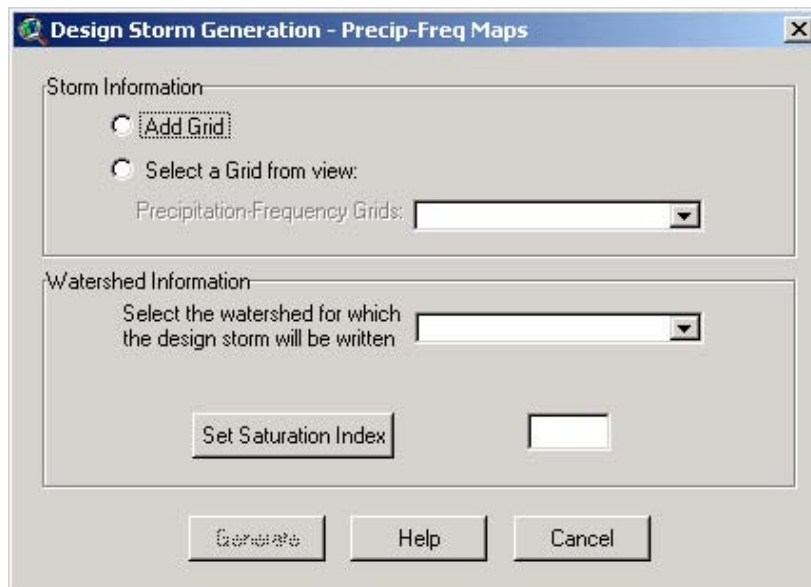 Design Storm Generation - Precip-Freq Maps
Storm Information
Add Grid
Select a Grid from view:
Precipitation-Frequency Grids:
Watershed Information
Select the watershed for which
the design storm will be written
Set Saturation Index
Generate Help Cancel